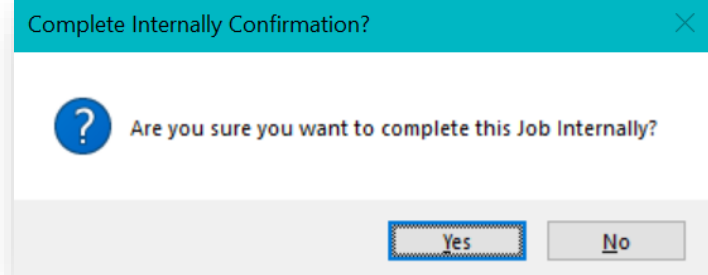 Complete Internally Confirmation?
?
Are you sure you want to complete this Job Internally?
Yes
No